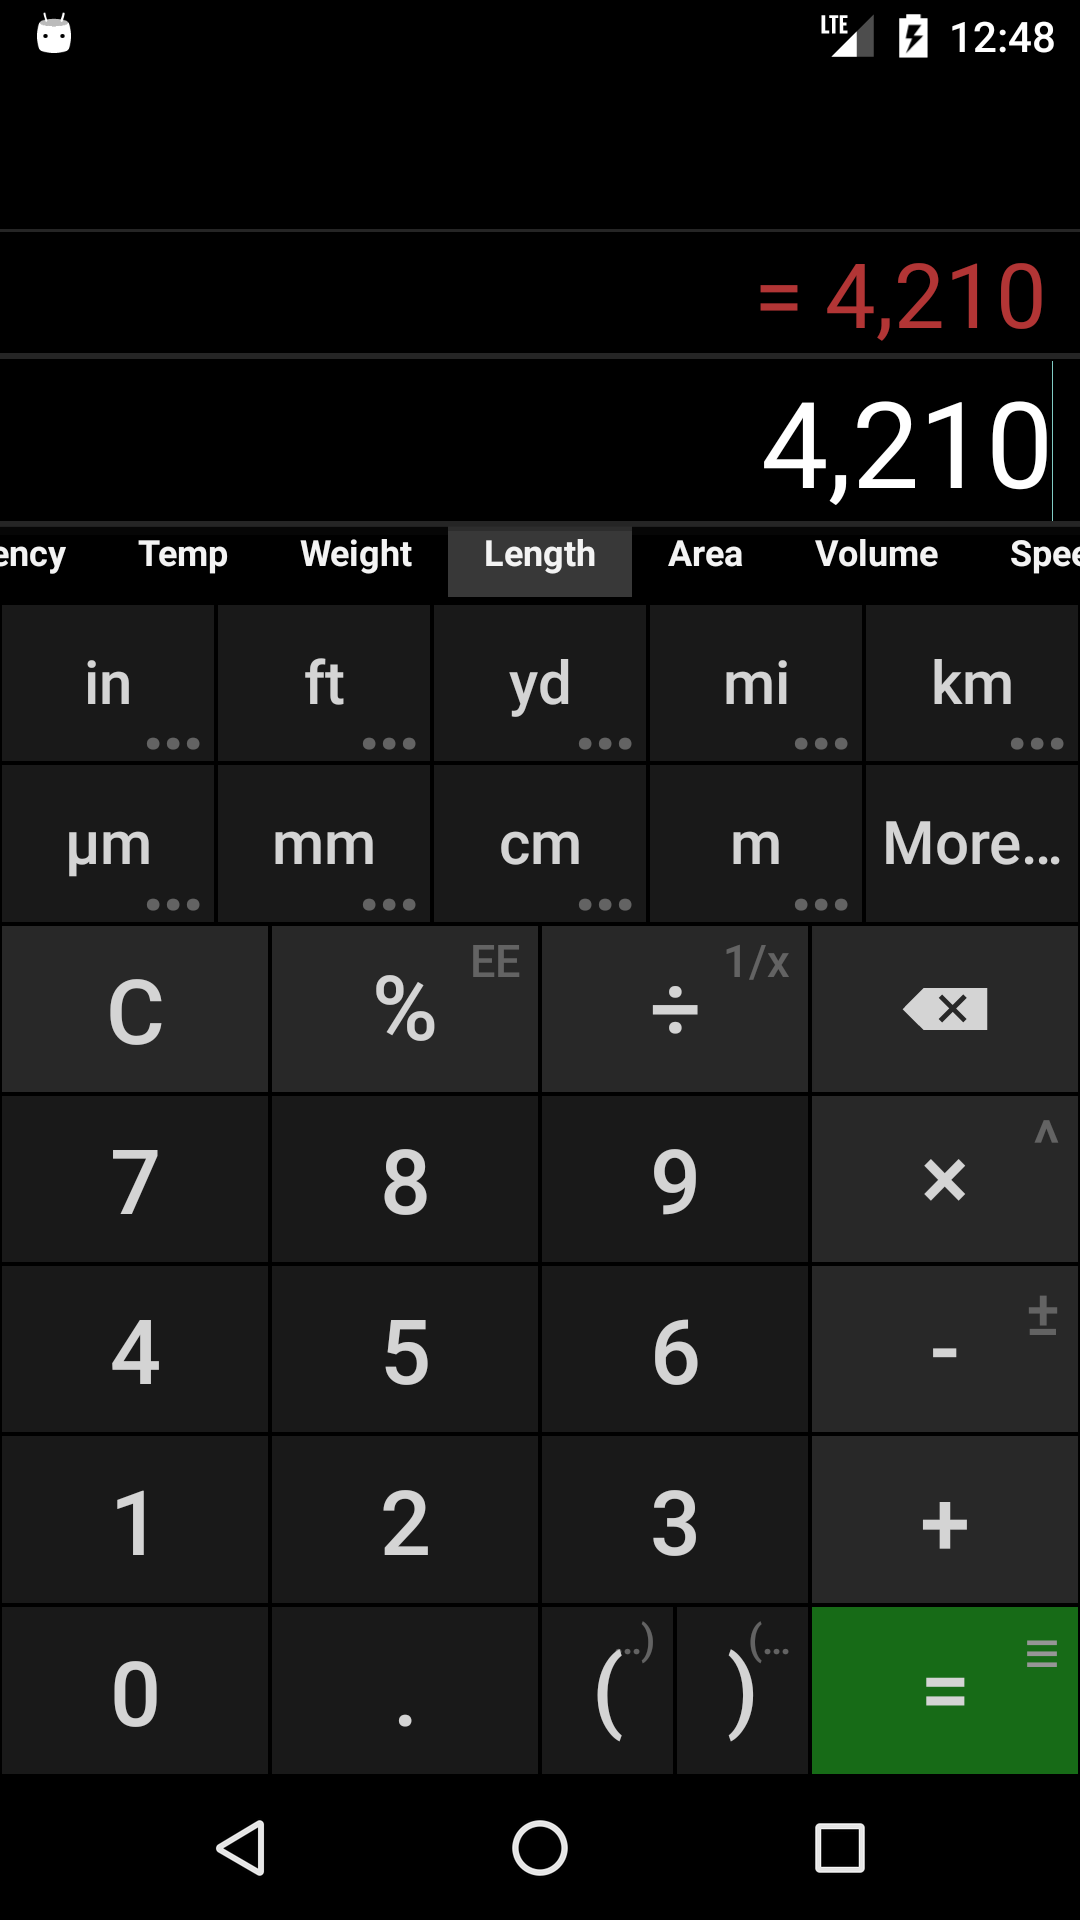 LTE 12:48
= 4,210
4,210
ency Temp Weight Length Area Volume Spee
in ft yd mi km
µm mm cm m More...
C % EE ÷ 1/x
7 8 9 × ^
4 5 6 - ±
1 2 3 +
0 . ( ..) ) (... =